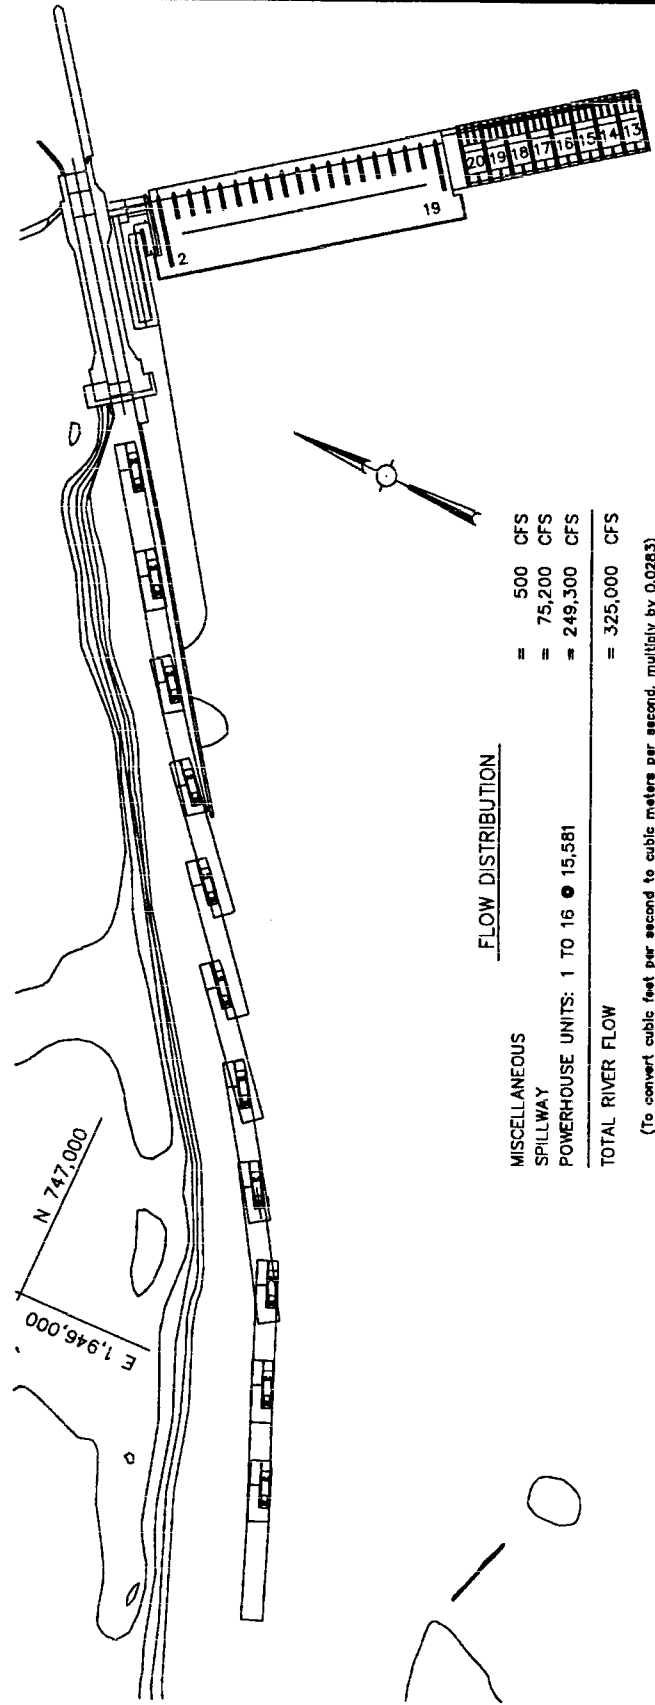 20 19 18 17 16 15 14 13
2
19
N 747,000
E 1,946,000
FLOW DISTRIBUTION
MISCELLANEOUS = 500 CFS
SPILLWAY = 75,200 CFS
POWERHOUSE UNITS: 1 TO 16 @ 15,581 = 249,300 CFS
TOTAL RIVER FLOW = 325,000 CFS
(To convert cubic feet per second to cubic meters per second, multiply by 0.0283)